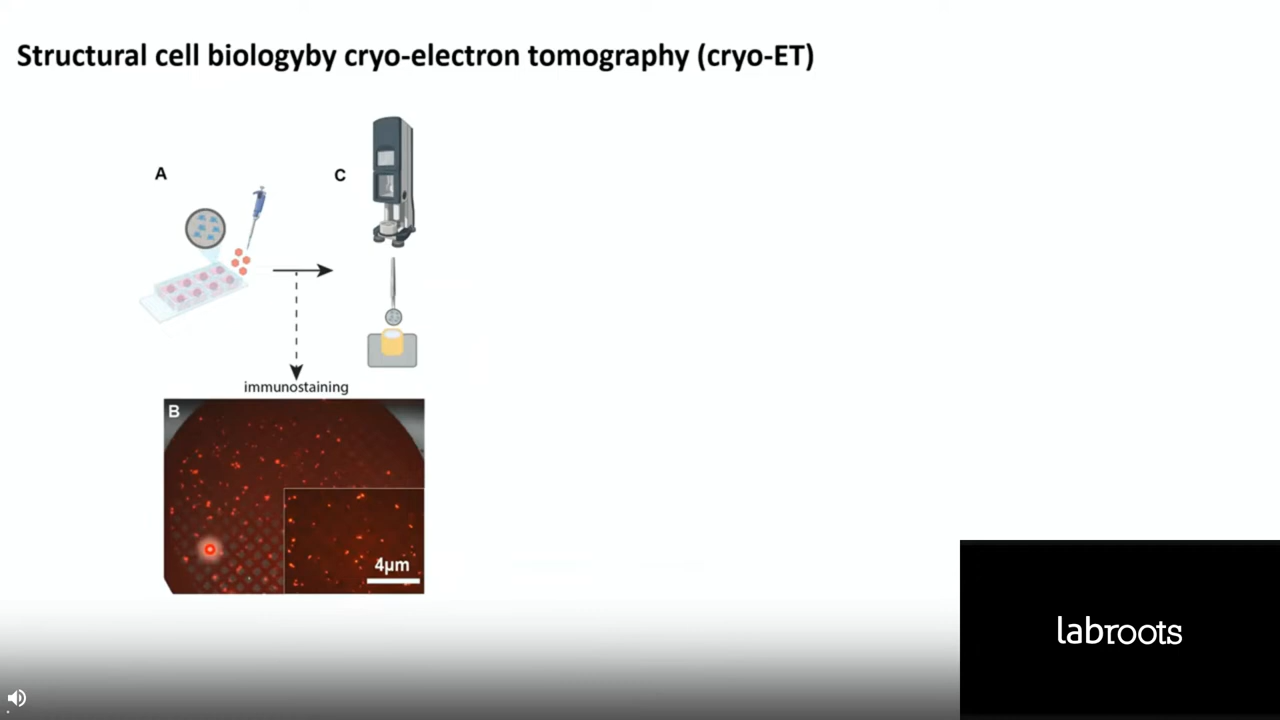 Structural cell biologyby cryo-electron tomography (cryo-ET)
A
C
immunostaining
B
4µm
labroots